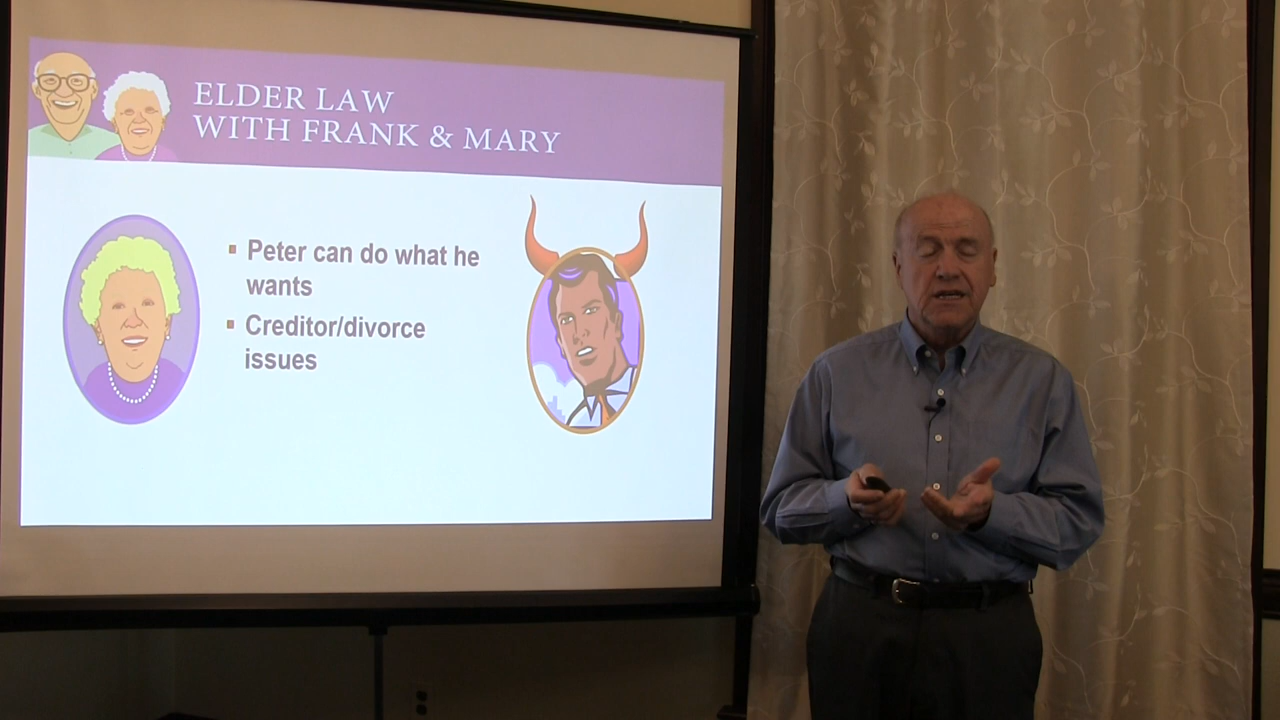 ELDER LAW
WITH FRANK & MARY
▪ Peter can do what he
wants
▪ Creditor/divorce
issues